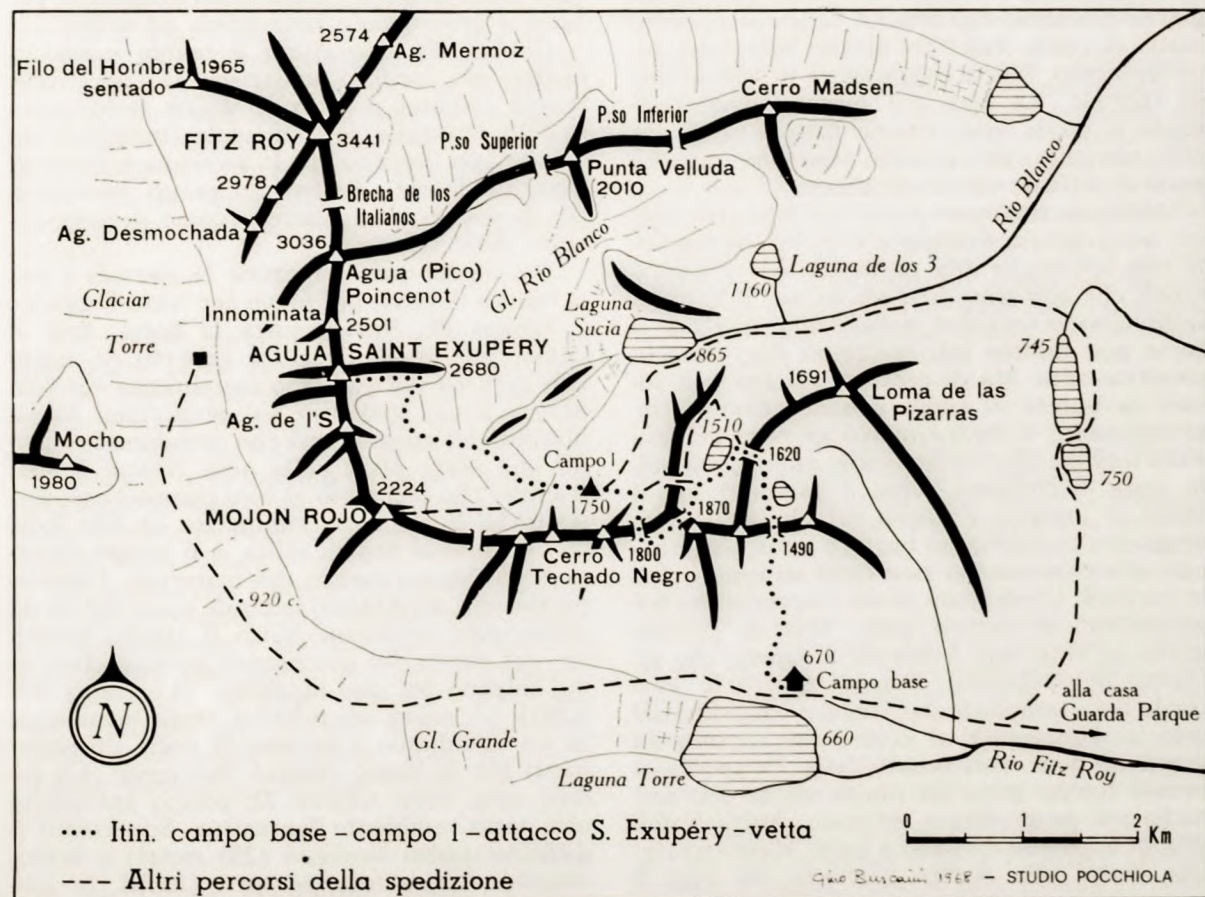 2574
Ag. Mermoz
Filo del Hombre 1965
sentado
Cerro Madsen
P.so Inferior
FITZ ROY
3441
P.so Superior
Punta Velluda
2010
Rio Blanco
2978
Brecha de los
Italianos
Ag. Desmochada
3036
Aguja (Pico)
Poincenot
Gl. Rio Blanco
Laguna de los 3
1160
Glaciar
Torre
Innominata
2501
Laguna
Sucia
865
AGUJA SAINT EXUPÉRY
2680
745
1691
Loma de las
Pizarras
Ag. de l'S
Mocho
1980
1510
1620
750
Campo 1
1750
2224
MOJON ROJO
1870
1800
1490
Cerro
Techado Negro
920 c.
670
Campo base
alla casa
Guarda Parque
N
Gl. Grande
660
Laguna Torre
Rio Fitz Roy
Itin. campo base – campo 1 – attacco S. Exupéry – vetta
0 1 2
Km
Altri percorsi della spedizione
Gino Buscaini 1968 – STUDIO POCCHIOLA